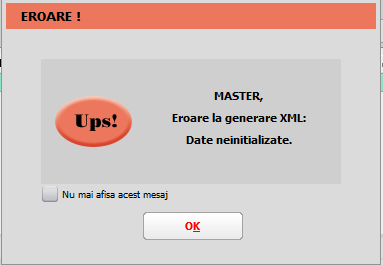 EROARE !
Ups!
MASTER,
Eroare la generare XML:
Date neinitializate.
Nu mai afisa acest mesaj
OK